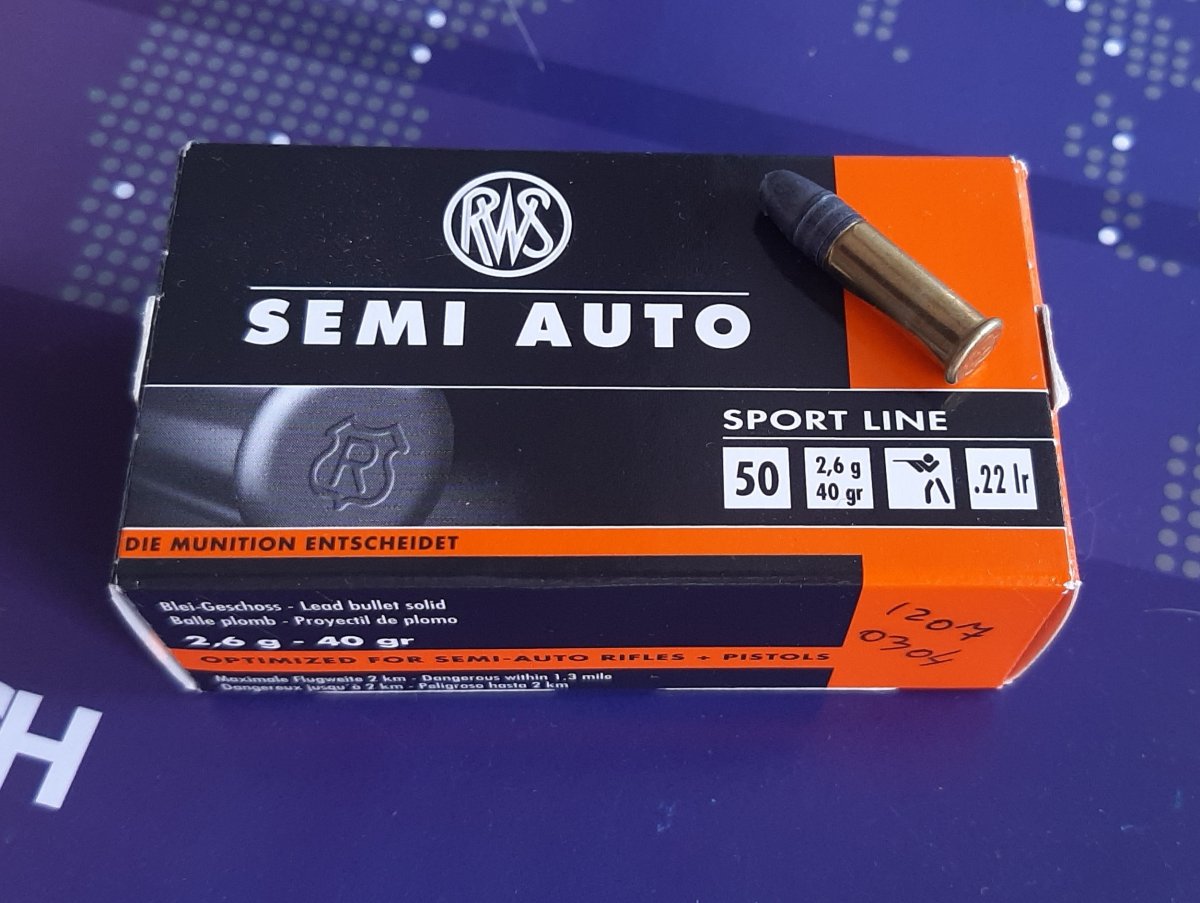 RWS
SEMI AUTO
SPORT LINE
50
2,6 g
40 gr
.22 lr
R
DIE MUNITION ENTSCHEIDET
Blei-Geschoss - Lead bullet solid
Balle plomb - Proyectil de plomo
2,6 g - 40 gr
OPTIMIZED FOR SEMI-AUTO RIFLES + PISTOLS
Maximale Flugweite 2 km - Dangerous within 1.3 mile
Dangereux jusqu'à 2 km - Peligroso hasta 2 km
1207
0304
H